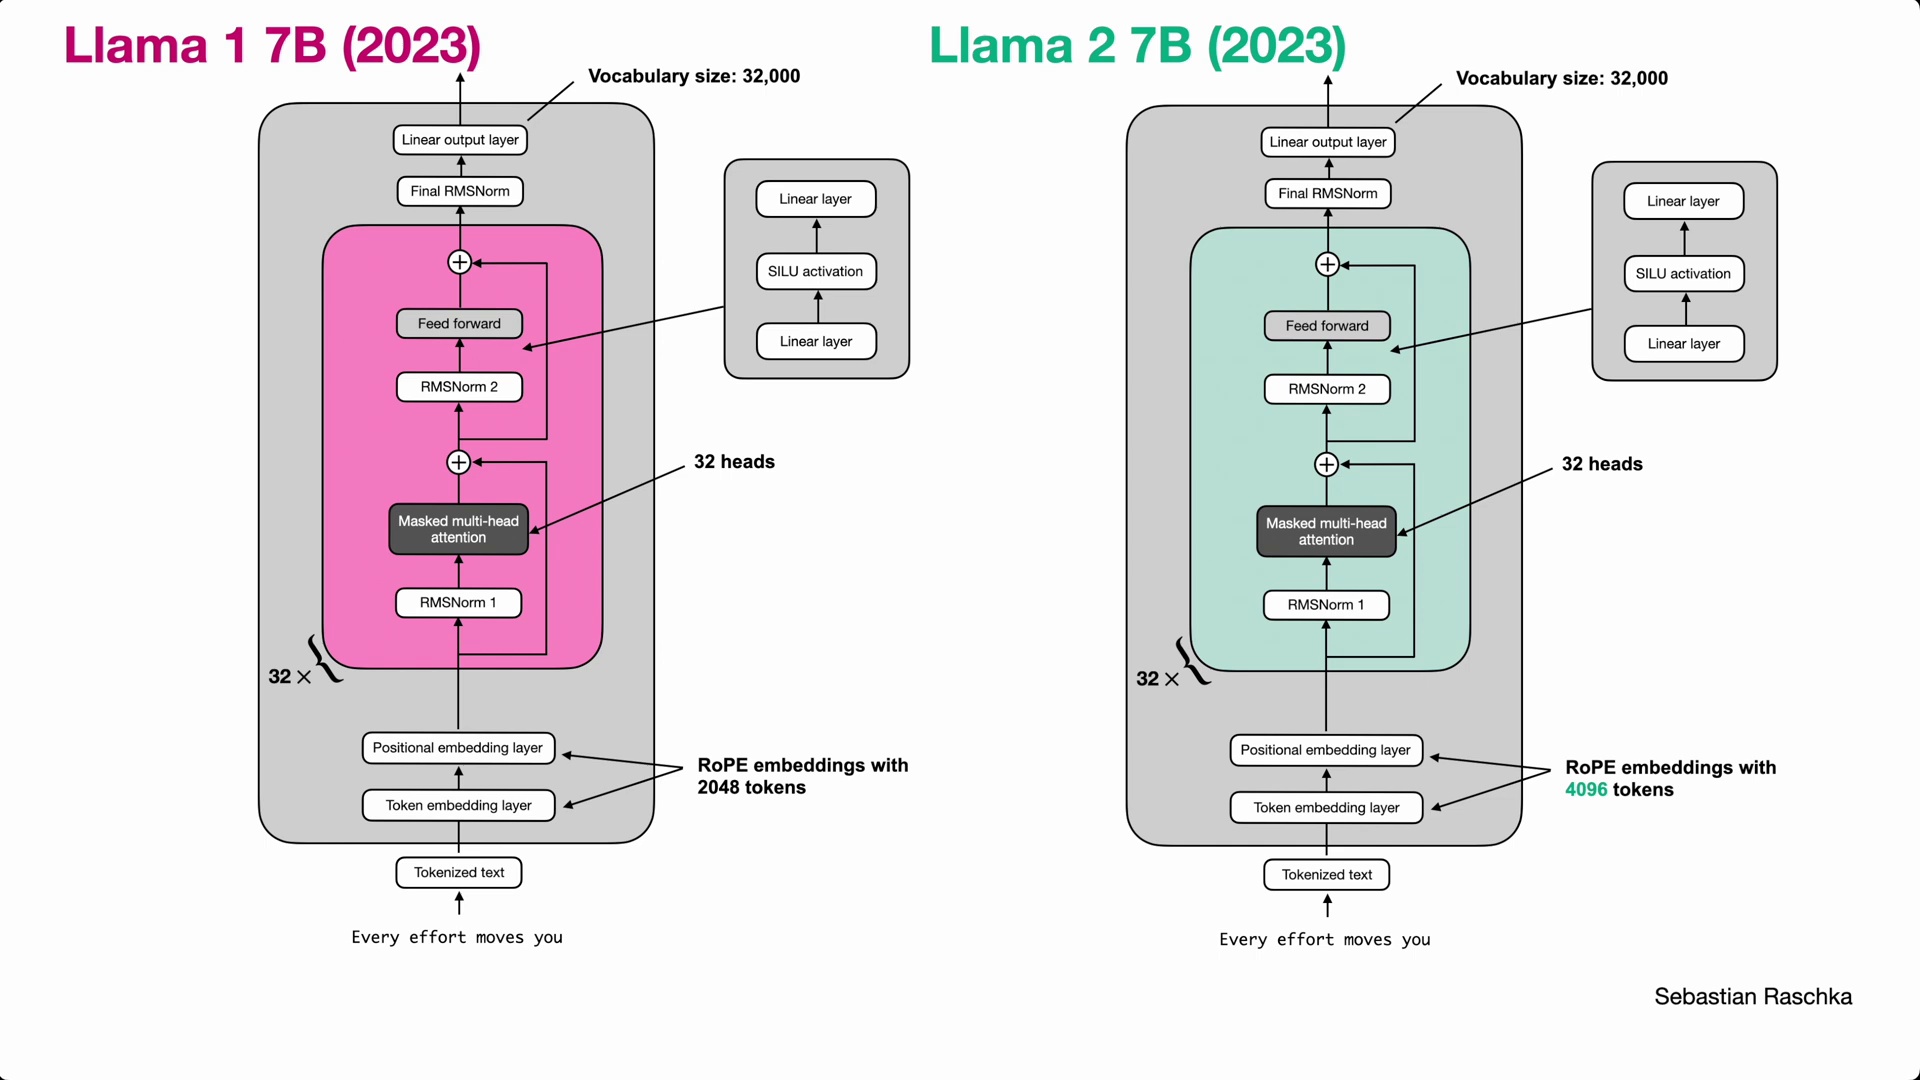 Llama 1 7B (2023)
Vocabulary size: 32,000
Linear output layer
Final RMSNorm
Linear layer
SILU activation
Linear layer
Feed forward
RMSNorm 2
32 heads
Masked multi-head
attention
RMSNorm 1
32 ×
Positional embedding layer
RoPE embeddings with
2048 tokens
Token embedding layer
Tokenized text
Every effort moves you
Llama 2 7B (2023)
Vocabulary size: 32,000
Linear output layer
Final RMSNorm
Linear layer
SILU activation
Linear layer
Feed forward
RMSNorm 2
32 heads
Masked multi-head
attention
RMSNorm 1
32 ×
Positional embedding layer
RoPE embeddings with
4096 tokens
Token embedding layer
Tokenized text
Every effort moves you
Sebastian Raschka